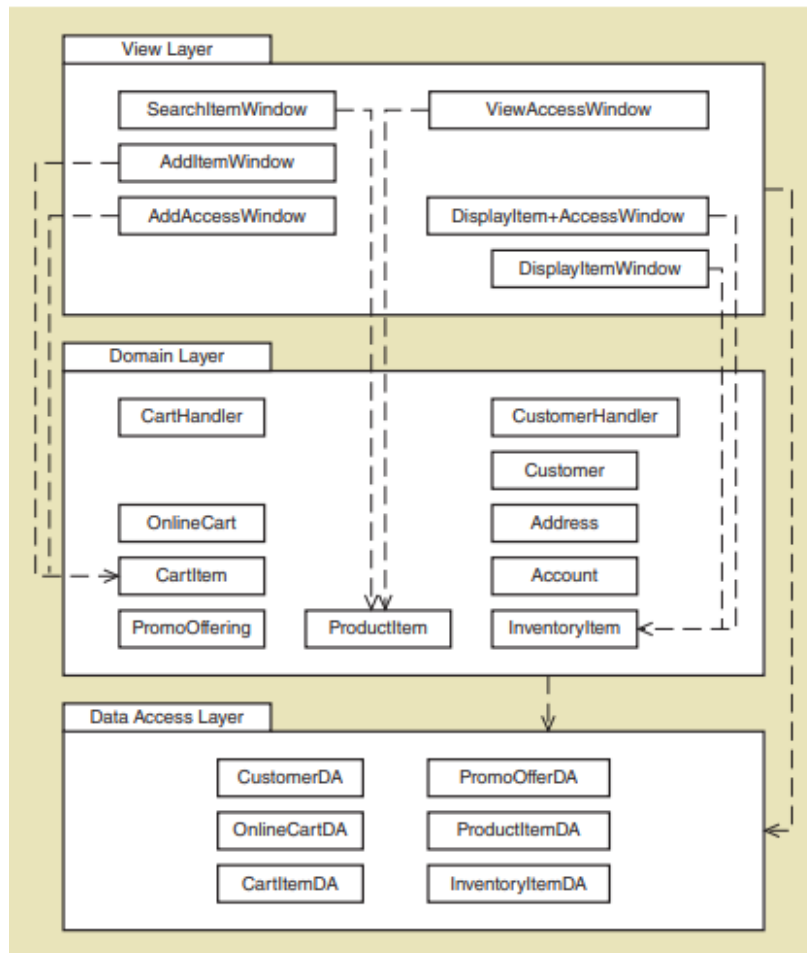 View Layer
SearchItemWindow
ViewAccessWindow
AddItemWindow
AddAccessWindow
DisplayItem+AccessWindow
DisplayItemWindow
Domain Layer
CartHandler
CustomerHandler
Customer
OnlineCart
Address
CartItem
Account
PromoOffering
ProductItem
InventoryItem
Data Access Layer
CustomerDA
PromoOfferDA
OnlineCartDA
ProductItemDA
CartItemDA
InventoryItemDA